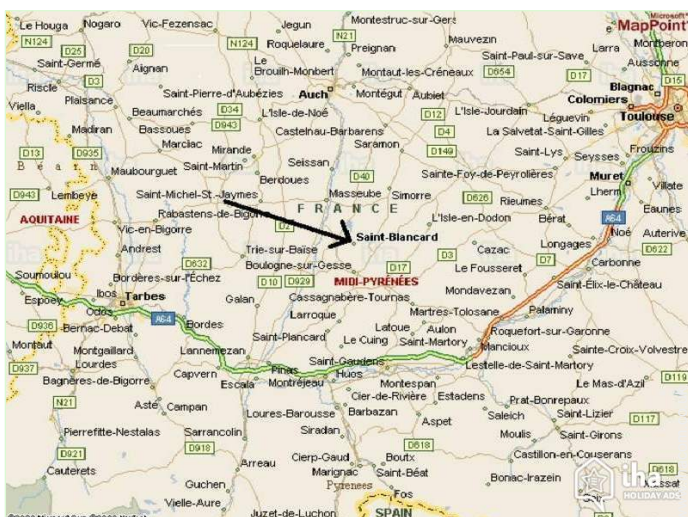 Le Houga
Nogaro
Vic-Fezensac
Jegun
Montestruc-sur-Gers
Microsoft
MapPoint
N124
D25
D20
N124
Roquelaure
N21
Preignan
Mauvezin
Larra
Montberon
Saint-Germé
Aignan
Le
Brouilh-Monbert
Montaut-les-Créneaux
Saint-Paul-sur-Save
D654
D17
Aussonne
D15
Riscle
D3
Viella
Plaisance
Saint-Pierre-d'Aubézies
Auch
Montégut
Aubiet
Blagnac
Colomiers
Toulouse
Beaumarchés
D34
L'Isle-de-Noé
D12
L'Isle-Jourdain
Léguevin
Madiran
Bassoues
D943
Castelnau-Barbarens
D4
La Salvetat-Saint-Gilles
D13
D935
Marciac
Mirande
Saramon
D149
Saint-Lys
Seysses
Frouzins
Béarn
Maubourguet
Saint-Martin
Seissan
Berdoues
D40
Sainte-Foy-de-Peyrolières
Muret
D943
Lembeye
Saint-Michel-St.-Jaymes
Masseube
Simorre
D626
Rieumes
Lherm
Villate
AQUITAINE
Rabastens-de-Bigorre
FRANCE
L'Isle-en-Dodon
Bérat
A64
Eaunes
Vic-en-Bigorre
D2
Saint-Blancard
Noé
Auterive
Andrest
D632
Trie-sur-Baïse
Cazac
Longages
D622
Soumoulou
Bordères-sur-l'Échez
Boulogne-sur-Gesse
D17
D3
Le Fousseret
D7
Carbonne
D10
D929
MIDI-PYRÉNÉES
Saint-Élix-le-Château
Espoey
Ibos
Tarbes
Galan
Cassagnabère-Tournas
Mondavezan
Odos
Larroque
Martres-Tolosane
Palaminy
D936
Bernac-Debat
A64
Bordes
Saint-Plancard
Latoue
Aulon
Roquefort-sur-Garonne
Montaut
Montgaillard
Lannemezan
Le Cuing
Saint-Martory
Mancioux
Sainte-Croix-Volvestre
D937
Lourdes
Capvern
Pinas
Saint-Gaudens
Lestelle-de-Saint-Martory
D119
Bagnères-de-Bigorre
Escala
Montréjeau
Huos
Montespan
Le Mas-d'Azil
N21
Asté
Campan
Cier-de-Rivière
Estadens
Prat-Bonrepaux
Loures-Barousse
Barbazan
Saleich
Saint-Lizier
D117
Pierrefitte-Nestalas
Sarrancolin
Siradan
Aspet
Moulis
Saint-Girons
D921
D918
D618
Castillon-en-Couserans
Cauterets
Arreau
Cierp-Gaud
Boutx
D618
Marignac
Saint-Béat
Bonac-Irazein
Massat
Guchen
Pyrenees
Vielle-Aure
Fos
Juzet-de-Luchon
SPAIN
iha
HOLIDAY ADS